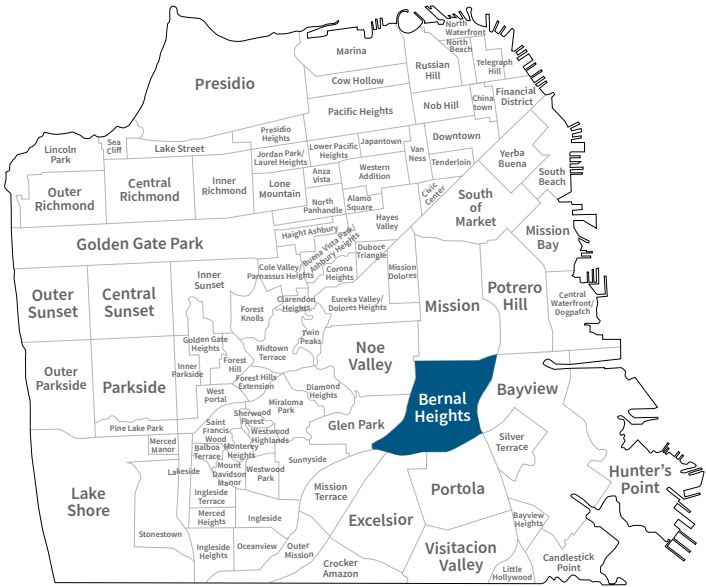 North
Waterfront
North
Beach
Telegraph
Hill
Marina
Russian
Hill
Cow Hollow
Presidio
Nob Hill
China
town
Financial
District
Pacific Heights
Presidio
Heights
Downtown
Sea
Cliff
Lake Street
Lincoln
Park
Jordan Park/
Laurel Heights
Lower Pacific
Heights
Japantown
Van
Ness
Tenderloin
Yerba
Buena
South
Beach
Anza
Vista
Western
Addition
Outer
Richmond
Central
Richmond
Inner
Richmond
Lone
Mountain
North
Panhandle
Alamo
Square
Civic
Center
South
of
Market
Hayes
Valley
Mission
Bay
Golden Gate Park
Haight Ashbury
Buena Vista Park/
Ashbury Heights
Duboce
Triangle
Cole Valley/
Parnassus Heights
Corona
Heights
Mission
Dolores
Inner
Sunset
Outer
Sunset
Central
Sunset
Forest
Knolls
Clarendon
Heights
Eureka Valley/
Dolores Heights
Mission
Potrero
Hill
Central
Waterfront/
Dogpatch
Twin
Peaks
Golden Gate
Heights
Midtown
Terrace
Noe
Valley
Outer
Parkside
Parkside
Inner
Parkside
Forest
Hill
Forest Hills
Extension
West
Portal
Diamond
Heights
Miraloma
Park
Bernal
Heights
Bayview
Pine Lake Park
Saint
Francis
Wood
Sherwood
Forest
Westwood
Highlands
Glen Park
Merced
Manor
Balboa
Terrace
Monterey
Heights
Silver
Terrace
Lakeside
Mount
Davidson
Manor
Westwood
Park
Sunnyside
Hunter's
Point
Lake
Shore
Ingleside
Terrace
Mission
Terrace
Portola
Merced
Heights
Ingleside
Excelsior
Bayview
Heights
Stonestown
Ingleside
Heights
Oceanview
Outer
Mission
Crocker
Amazon
Visitacion
Valley
Little
Hollywood
Candlestick
Point